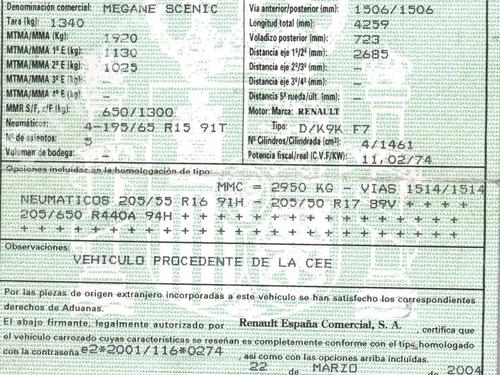 Denominación comercial: MEGANE SCENIC
Tara (kg): 1340
MTMA/MMA (Kg): 1920
MTMA/MMA 1º E (kg): 1130
MTMA/MMA 2º E (kg): 1025
MTMA/MMA 3º E (kg): —
MTMA/MMA 4º E (kg): —
MMR S/F, c/F (kg): 650/1300
Neumáticos: 4-195/65 R15 91T
Nº de asientos: 5
Volumen de bodega: —
Vía anterior/posterior (mm): 1506/1506
Longitud total (mm): 4259
Voladizo posterior (mm): 723
Distancia eje 1º/2º (mm): 2685
Distancia eje 2º/3º (mm): —
Distancia eje 3º/4º (mm): —
Distancia 5ª rueda/últ. (mm): —
Motor: Marca: RENAULT
Tipo: D/K9K F7
Nº Cilindros/Cilindrada (cm³): 4/1461
Potencia fiscal/real (C.V.F/Kw): 11,02/74
Opciones incluidas en la homologación de tipo:
MMC = 2950 KG - VIAS 1514/1514
NEUMATICOS 205/55 R16 91H - 205/50 R17 89V + + + +
205/650 R440A 94H + + + + + + + + + + + + + + +
+ + + + + + + + + + + + + + + + + + + + + + + +
Observaciones:
VEHICULO PROCEDENTE DE LA CEE
Por las piezas de origen extranjero incorporadas a este vehículo se han satisfecho los correspondientes
derechos de Aduanas.
El abajo firmante, legalmente autorizado por Renault España Comercial, S. A. , certifica que
el vehículo carrozado cuyas características se reseñan es completamente conforme con el tipo homologado
con la contraseña e2*2001/116*0274 , así como con las opciones arriba incluidas.
22 de MARZO de 2004